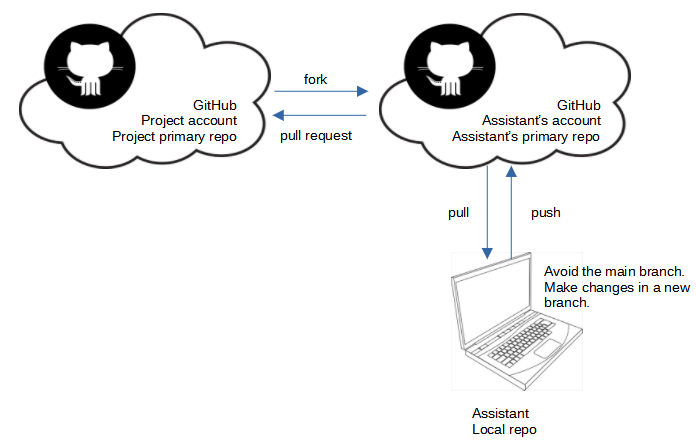 fork
GitHub
Project account
Project primary repo
pull request
GitHub
Assistant's account
Assistant's primary repo
pull
push
Avoid the main branch.
Make changes in a new
branch.
Assistant
Local repo